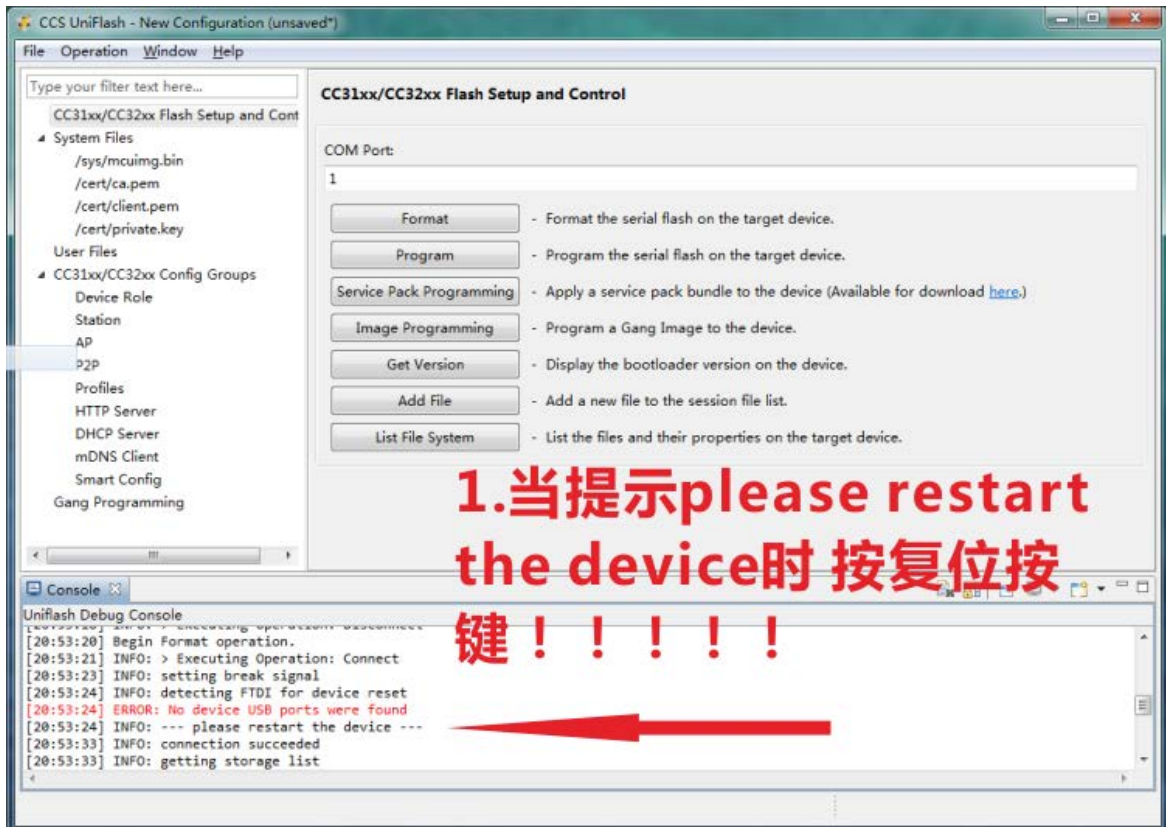 CCS UniFlash - New Configuration (unsaved*)
File Operation Window Help
Type your filter text here...
CC31xx/CC32xx Flash Setup and Cont
System Files
/sys/mcuimg.bin
/cert/ca.pem
/cert/client.pem
/cert/private.key
User Files
CC31xx/CC32xx Config Groups
Device Role
Station
AP
P2P
Profiles
HTTP Server
DHCP Server
mDNS Client
Smart Config
Gang Programming
CC31xx/CC32xx Flash Setup and Control
COM Port:
1
Format - Format the serial flash on the target device.
Program - Program the serial flash on the target device.
Service Pack Programming - Apply a service pack bundle to the device (Available for download here.)
Image Programming - Program a Gang Image to the device.
Get Version - Display the bootloader version on the device.
Add File - Add a new file to the session file list.
List File System - List the files and their properties on the target device.
1.当提示please restart
the device时 按复位按
键！！！！！
Console
Uniflash Debug Console
[20:53:20] Begin Format operation.
[20:53:21] INFO: > Executing Operation: Connect
[20:53:23] INFO: setting break signal
[20:53:24] INFO: detecting FTDI for device reset
[20:53:24] ERROR: No device USB ports were found
[20:53:24] INFO: --- please restart the device ---
[20:53:33] INFO: connection succeeded
[20:53:33] INFO: getting storage list